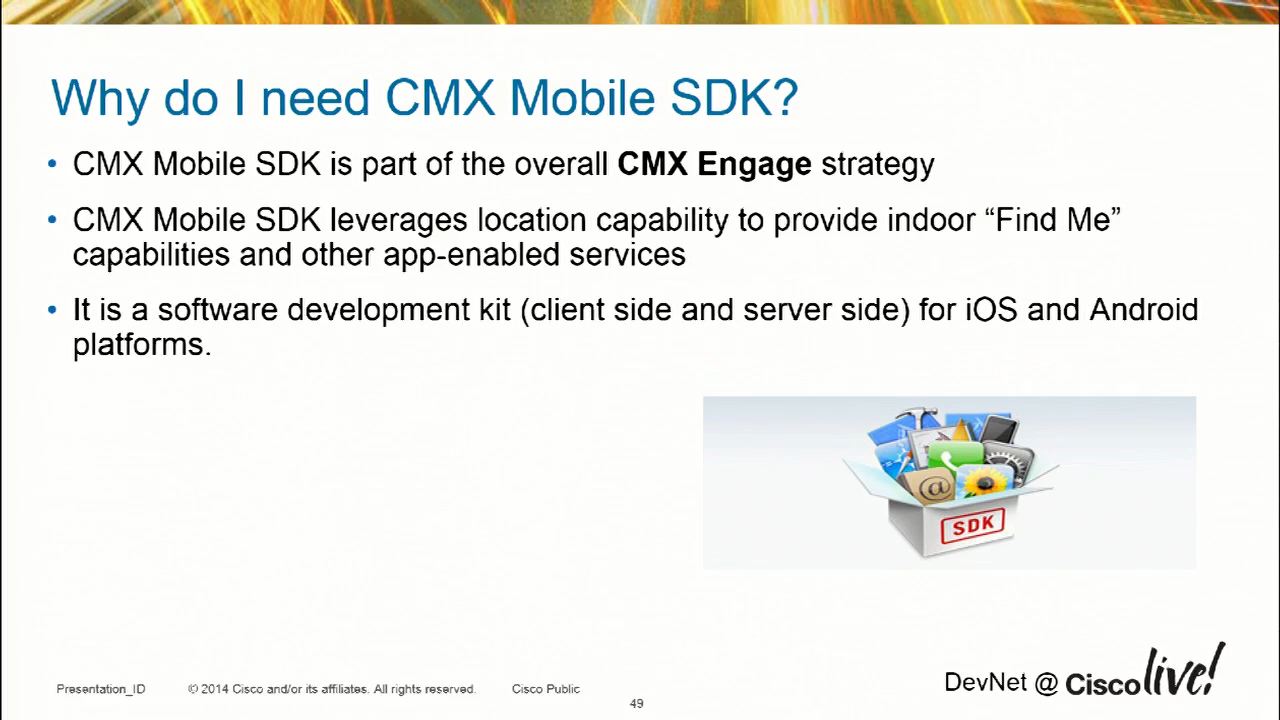 Why do I need CMX Mobile SDK?
• CMX Mobile SDK is part of the overall CMX Engage strategy
• CMX Mobile SDK leverages location capability to provide indoor “Find Me”
capabilities and other app-enabled services
• It is a software development kit (client side and server side) for iOS and Android
platforms.
@
SDK
Presentation_ID © 2014 Cisco and/or its affiliates. All rights reserved. Cisco Public
49
DevNet @ Cisco live!